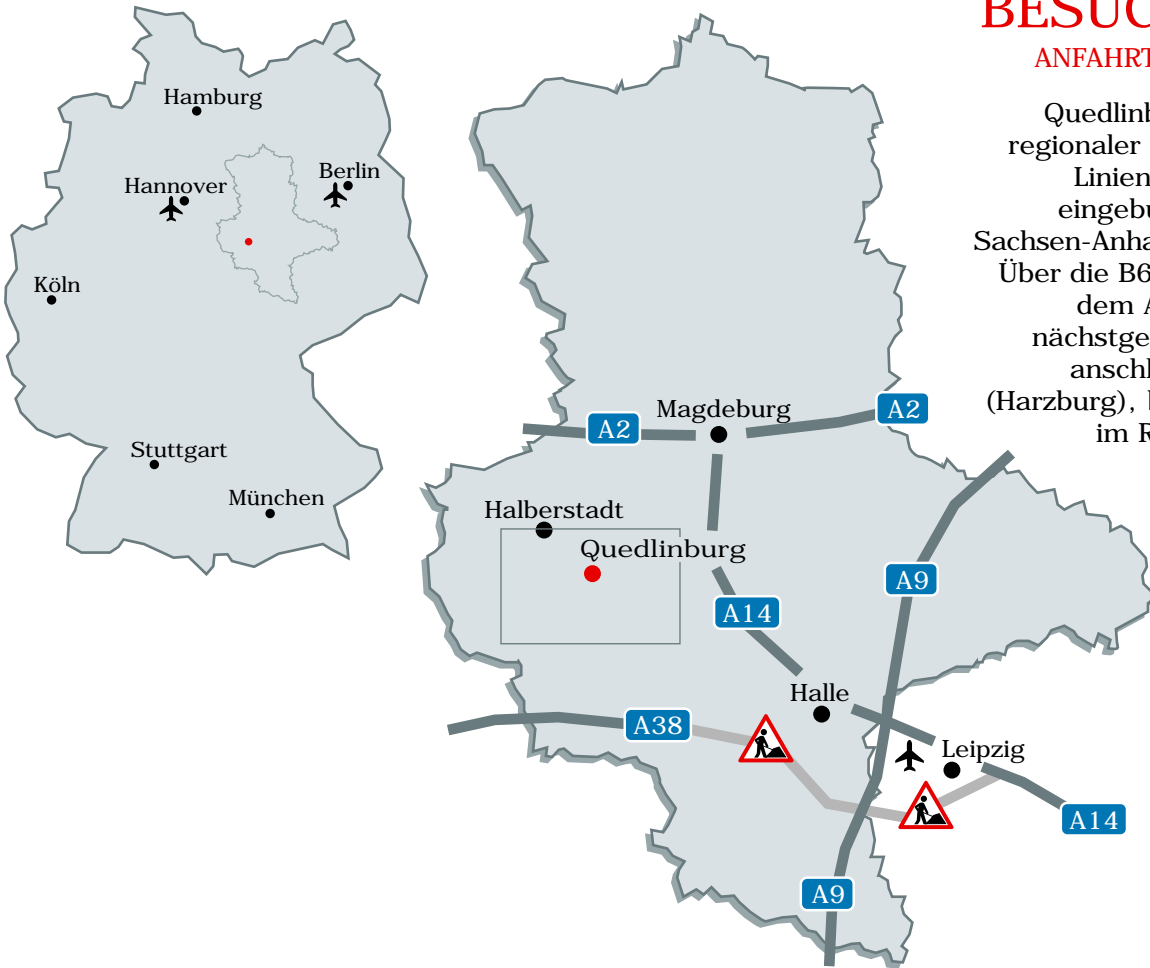 BESUC
ANFAHRT
Quedlinb
regionaler
Linien
eingebu
Sachsen-Anha
Über die B6
dem A
nächstge
anschl
(Harzburg), b
im R
Hamburg
Berlin
Hannover
Köln
Stuttgart
München
Magdeburg
A2
A2
Halberstadt
Quedlinburg
A9
A14
Halle
A38
Leipzig
A14
A9